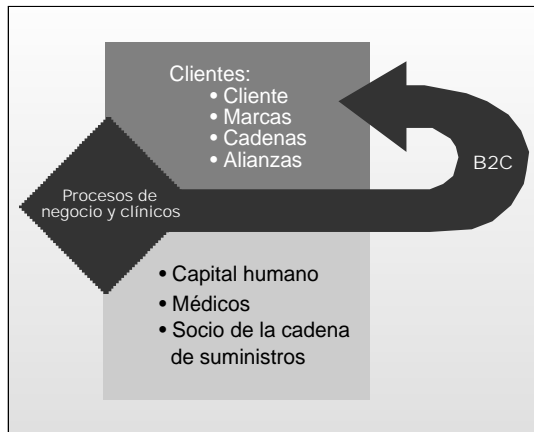 Clientes:
• Cliente
• Marcas
• Cadenas
• Alianzas
B2C
Procesos de
negocio y clínicos
• Capital humano
• Médicos
• Socio de la cadena
de suministros